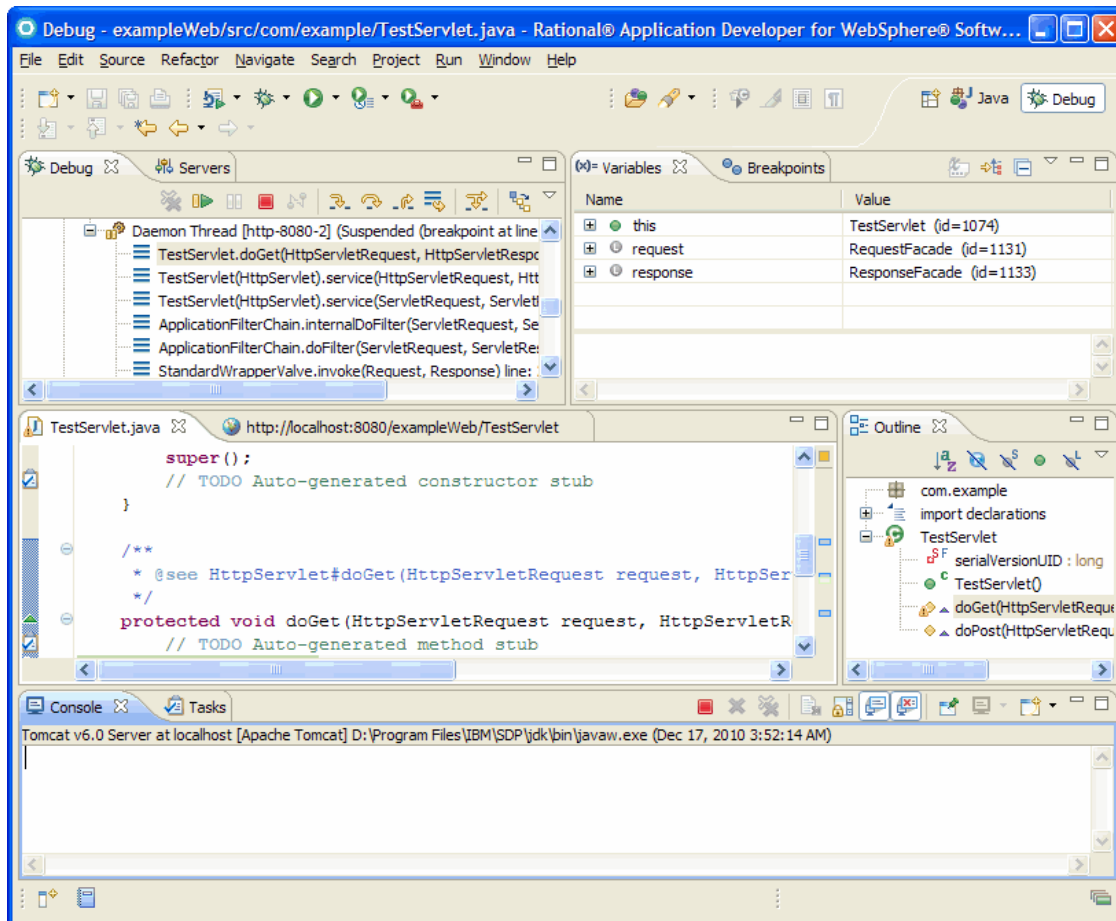 Debug - exampleWeb/src/com/example/TestServlet.java - Rational® Application Developer for WebSphere® Softw...
File Edit Source Refactor Navigate Search Project Run Window Help
Java Debug
Debug Servers
Daemon Thread [http-8080-2] (Suspended (breakpoint at line
TestServlet.doGet(HttpServletRequest, HttpServletRespo
TestServlet(HttpServlet).service(HttpServletRequest, Htt
TestServlet(HttpServlet).service(ServletRequest, Servlet
ApplicationFilterChain.internalDoFilter(ServletRequest, Se
ApplicationFilterChain.doFilter(ServletRequest, ServletRes
StandardWrapperValve.invoke(Request, Response) line:
(x)= Variables Breakpoints
Name Value
this TestServlet (id=1074)
request RequestFacade (id=1131)
response ResponseFacade (id=1133)
TestServlet.java http://localhost:8080/exampleWeb/TestServlet
super();
// TODO Auto-generated constructor stub
}
/**
* @see HttpServlet#doGet(HttpServletRequest request, HttpSer
*/
protected void doGet(HttpServletRequest request, HttpServletR
// TODO Auto-generated method stub
Outline
com.example
import declarations
TestServlet
serialVersionUID : long
TestServlet()
doGet(HttpServletReque
doPost(HttpServletRequ
Console Tasks
Tomcat v6.0 Server at localhost [Apache Tomcat] D:\Program Files\IBM\SDP\jdk\bin\javaw.exe (Dec 17, 2010 3:52:14 AM)